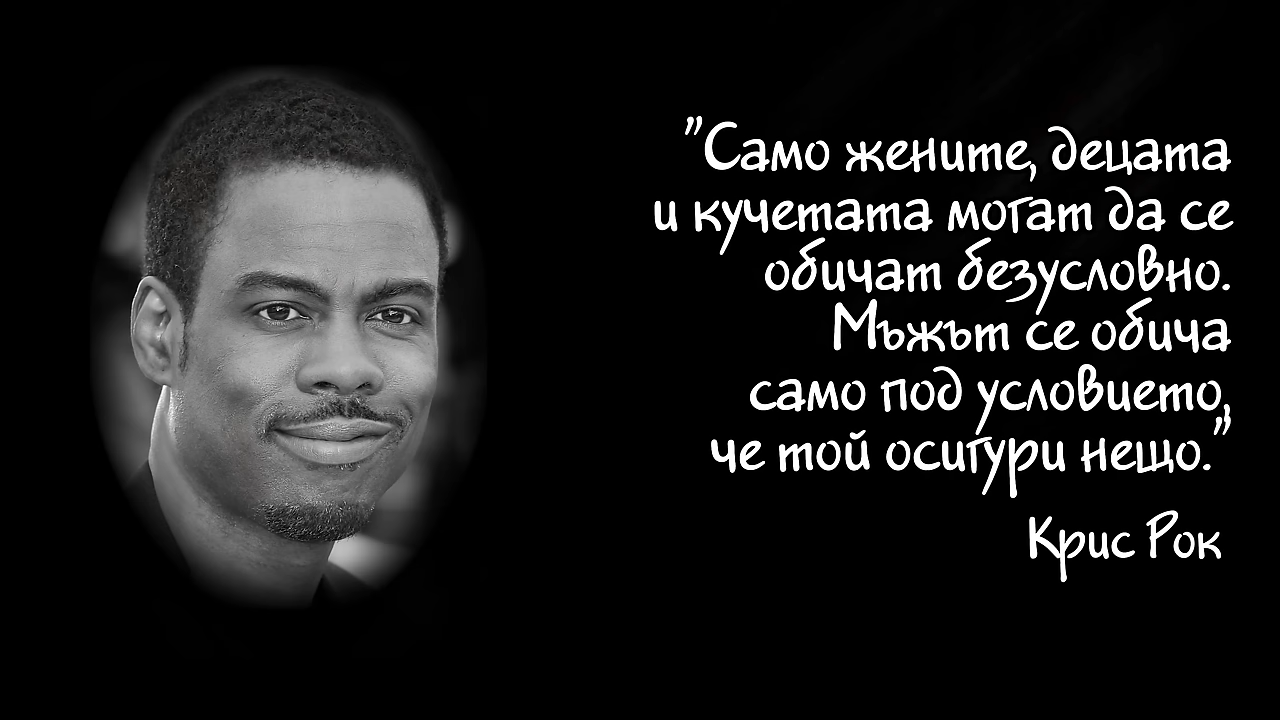 "Само жените, децата
и кучетата могат да се
обичат безусловно.
Мъжът се обича
само под условието,
че той осигури нещо."
Крис Рок